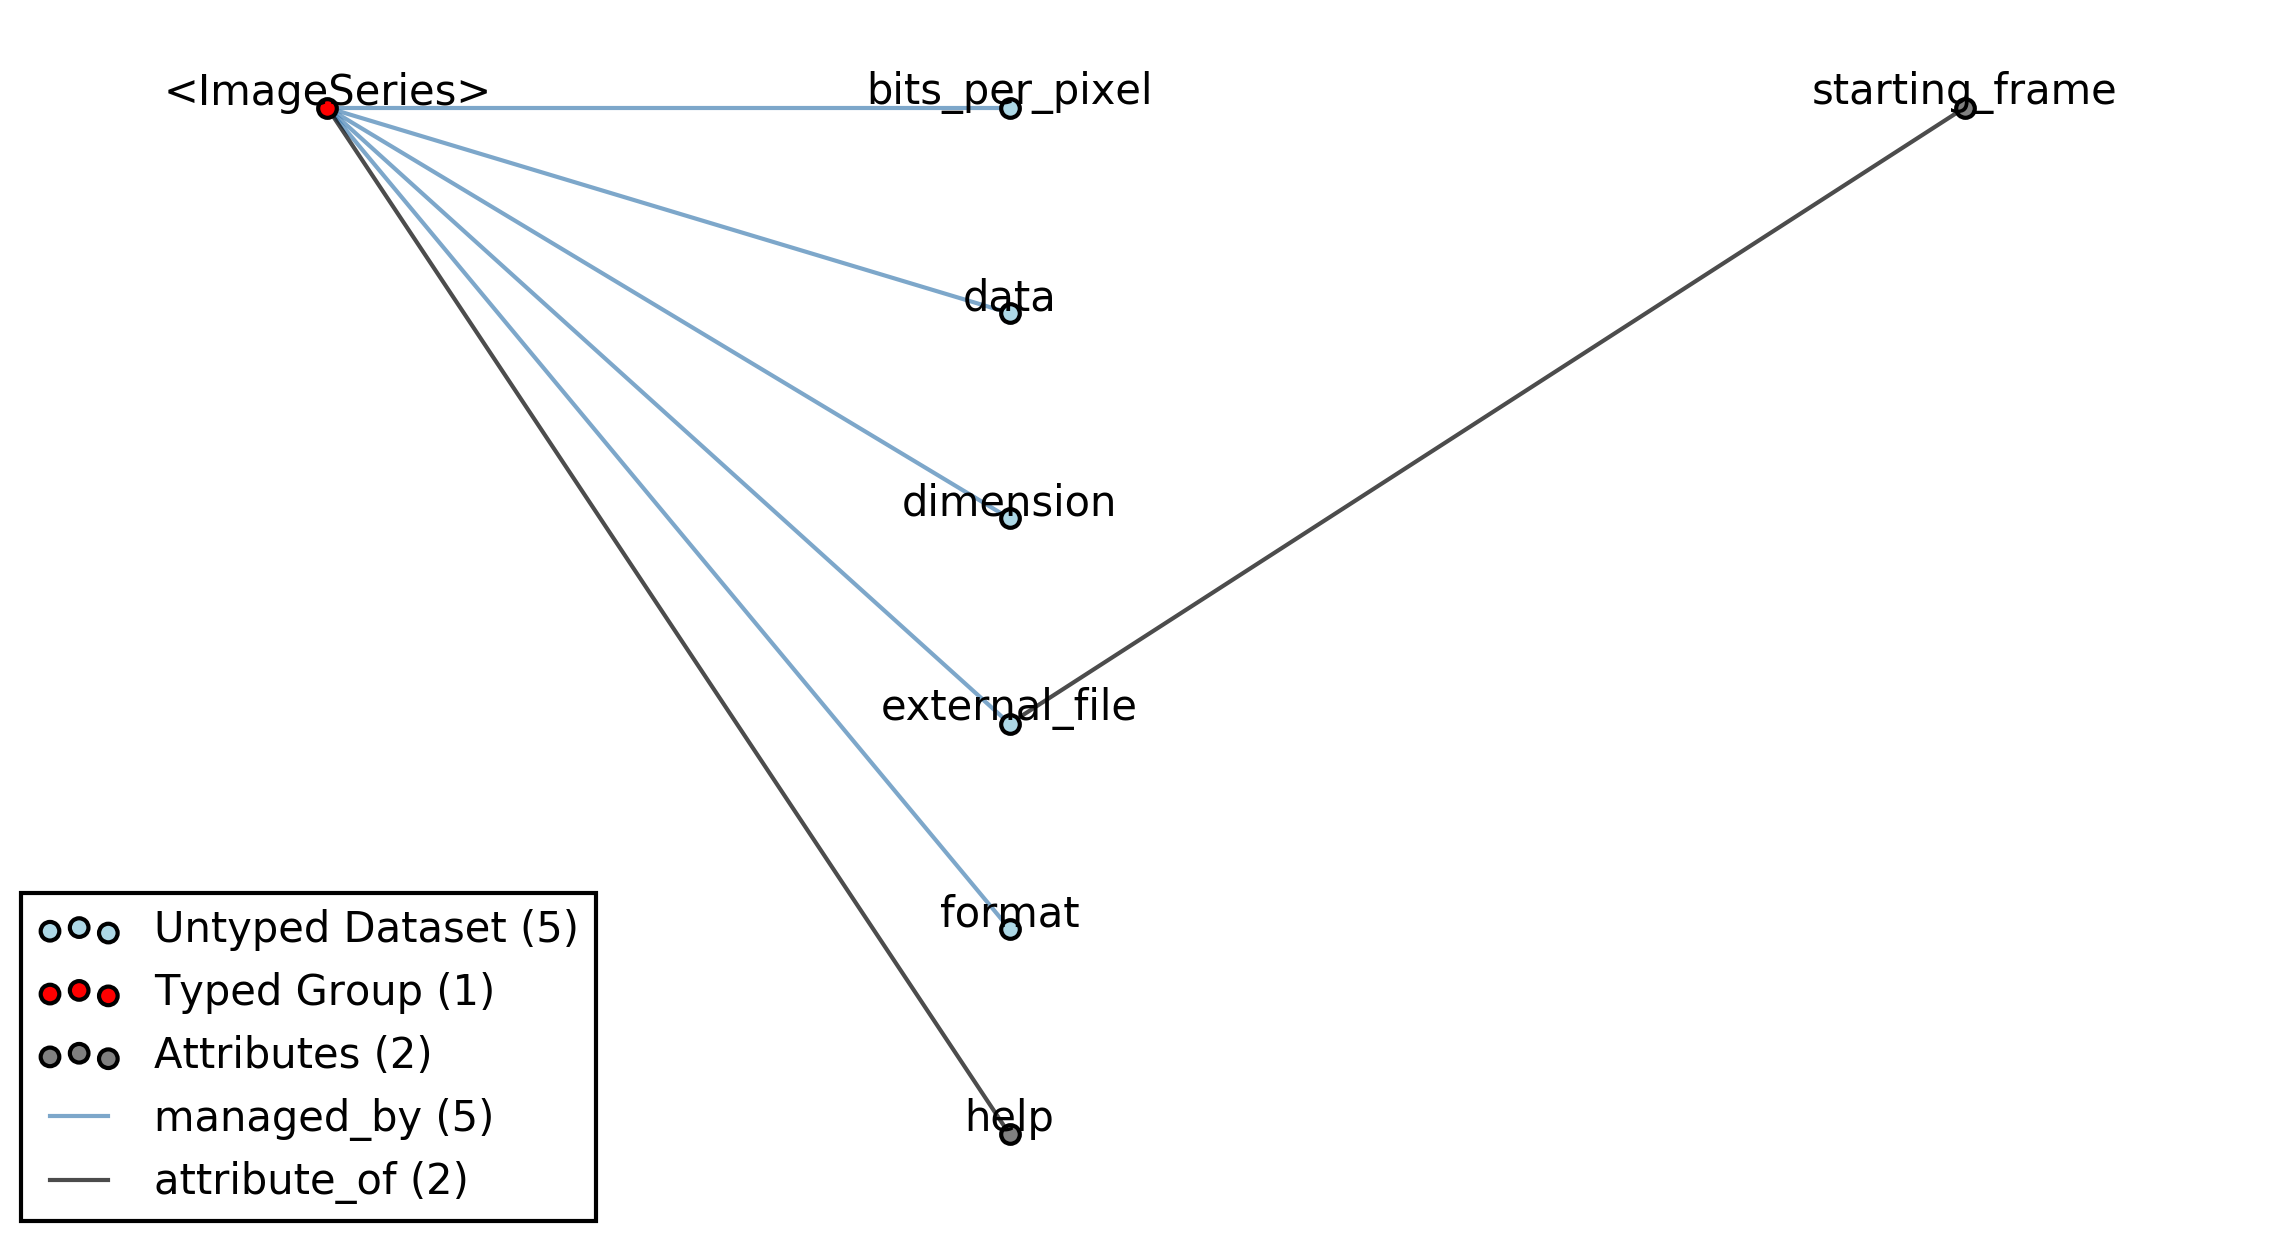 <ImageSeries>
bits_per_pixel
starting_frame
data
dimension
external_file
format
help
Untyped Dataset (5)
Typed Group (1)
Attributes (2)
managed_by (5)
attribute_of (2)